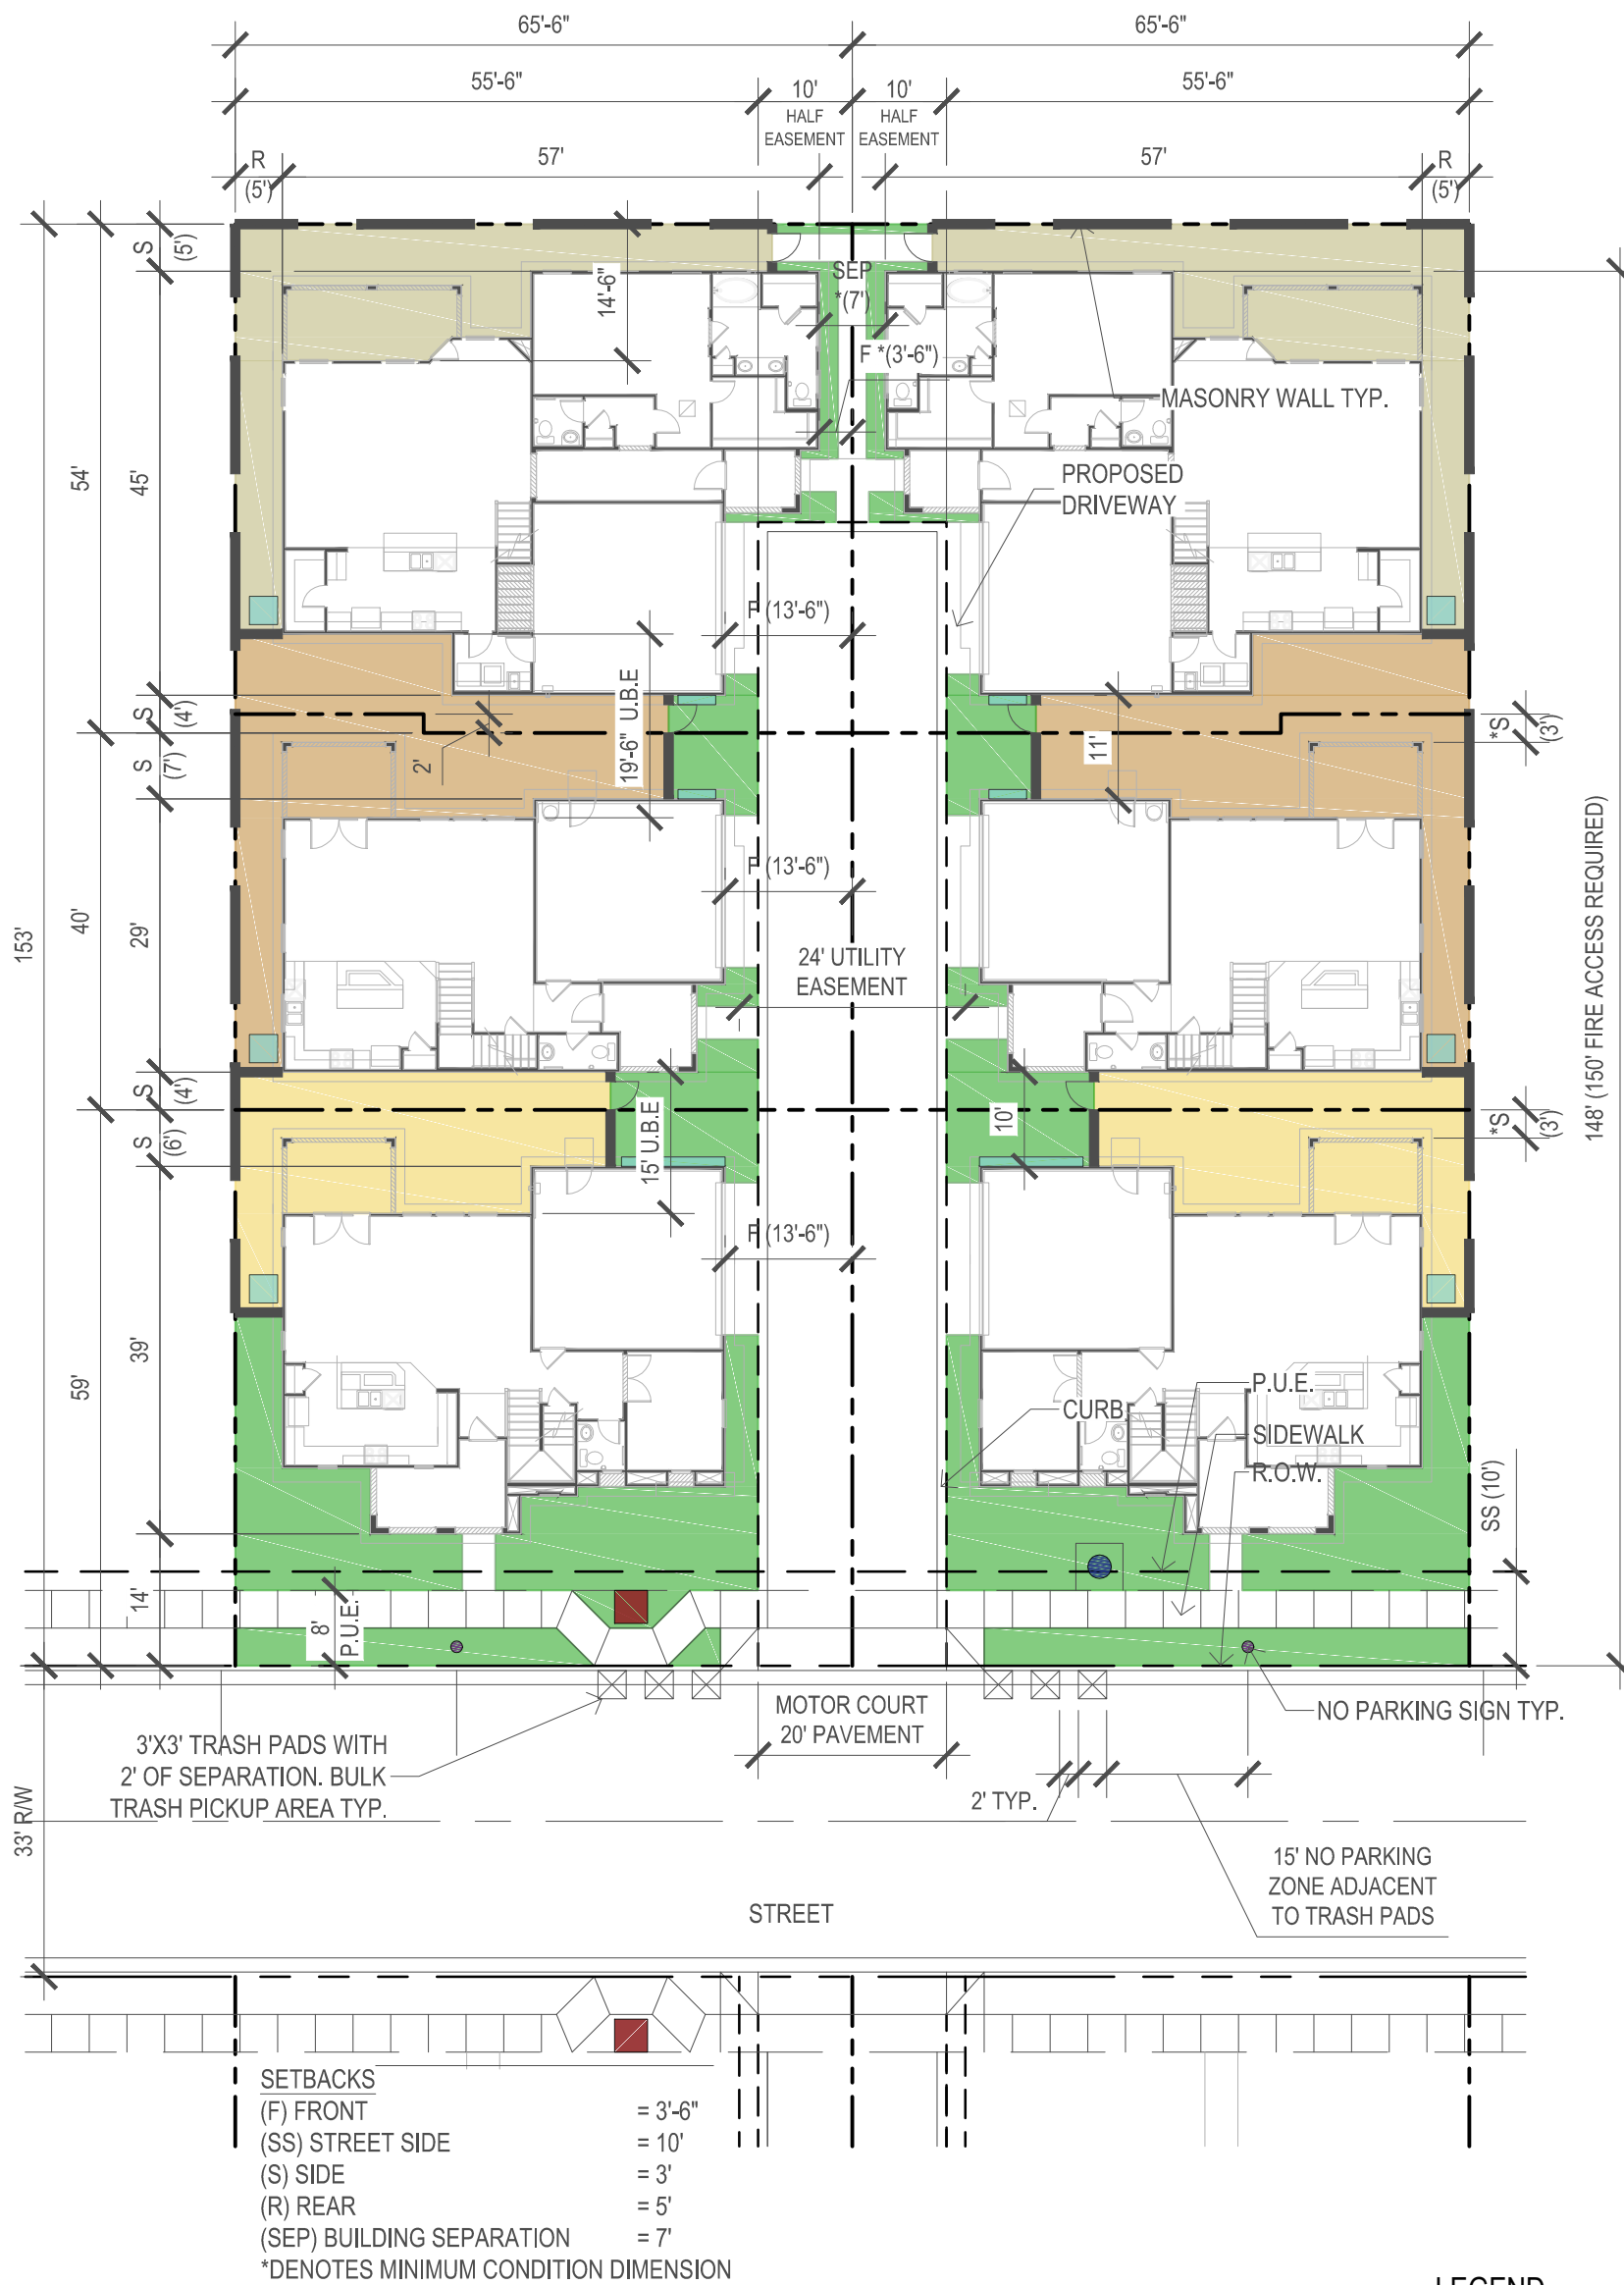 65'-6"
65'-6"
55'-6"
10'
HALF
EASEMENT
10'
HALF
EASEMENT
55'-6"
R
(5')
57'
57'
R
(5')
S
(5')
14'-6"
SEP
*(7')
F *(3'-6")
MASONRY WALL TYP.
54'
45'
PROPOSED
DRIVEWAY
F (13'-6")
19'-6" U.B.E
S
(4')
2'
S
(7')
11'
*S
(3')
153'
40'
29'
F (13'-6")
24' UTILITY
EASEMENT
148' (150' FIRE ACCESS REQUIRED)
S
(4')
S
(6')
15' U.B.E
10'
*S
(3')
F (13'-6")
59'
39'
P.U.E.
CURB
SIDEWALK
R.O.W.
SS (10')
14'
8'
P.U.E.
MOTOR COURT
20' PAVEMENT
NO PARKING SIGN TYP.
3'X3' TRASH PADS WITH
2' OF SEPARATION. BULK
TRASH PICKUP AREA TYP.
2' TYP.
33' R/W
15' NO PARKING
ZONE ADJACENT
TO TRASH PADS
STREET
SETBACKS
(F) FRONT = 3'-6"
(SS) STREET SIDE = 10'
(S) SIDE = 3'
(R) REAR = 5'
(SEP) BUILDING SEPARATION = 7'
*DENOTES MINIMUM CONDITION DIMENSION
LEGEND